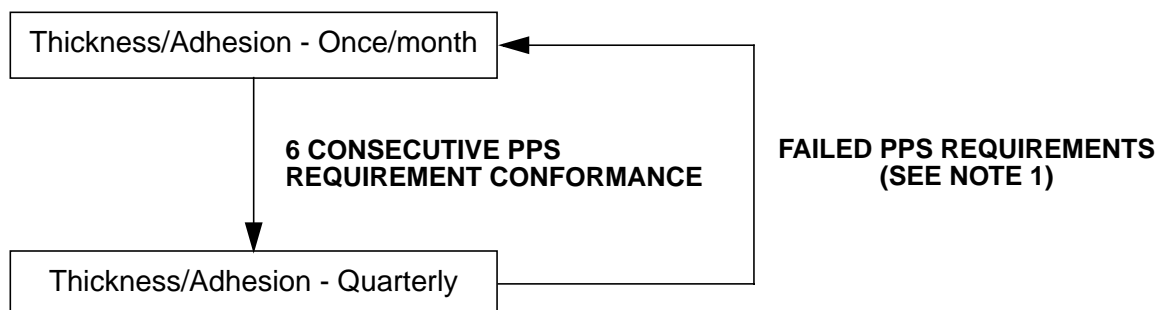 Thickness/Adhesion - Once/month
6 CONSECUTIVE PPS
REQUIREMENT CONFORMANCE
FAILED PPS REQUIREMENTS
(SEE NOTE 1)
Thickness/Adhesion - Quarterly